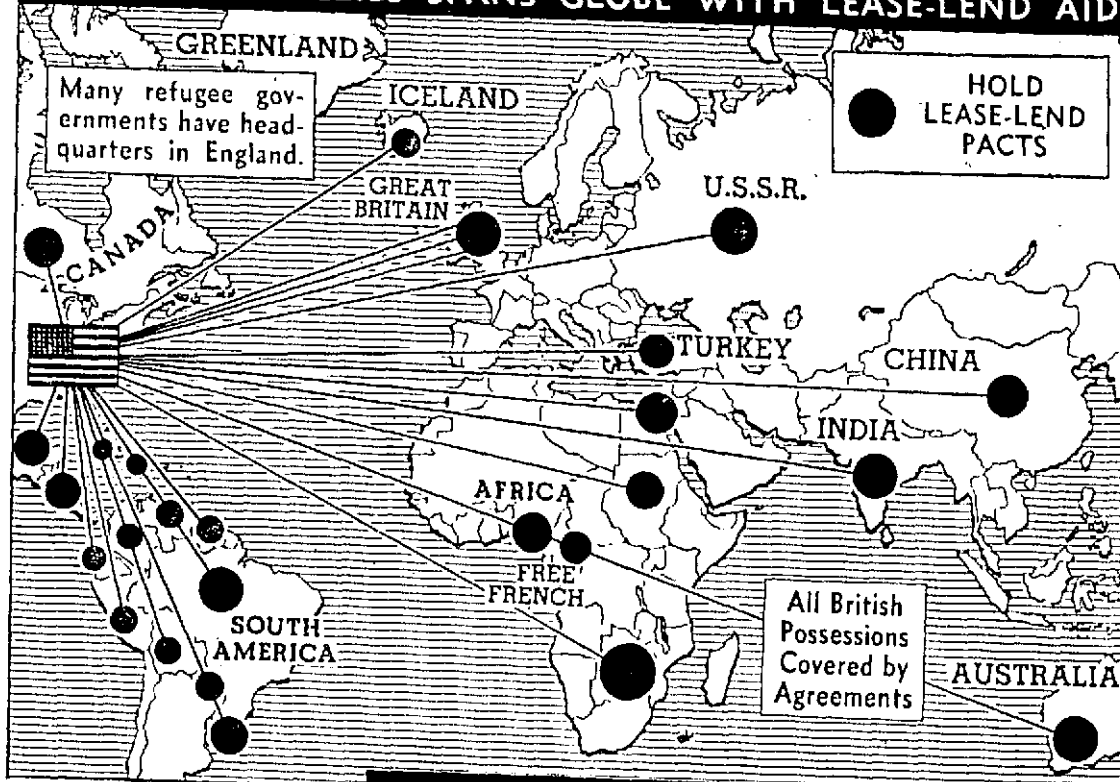 SPANS GLOBE WITH LEASE-LEND AID
GREENLAND
Many refugee gov-
ernments have head-
quarters in England.
ICELAND
HOLD
LEASE-LEND
PACTS
GREAT
BRITAIN
U.S.S.R.
CANADA
TURKEY
CHINA
INDIA
AFRICA
FREE
FRENCH
SOUTH
AMERICA
All British
Possessions
Covered by
Agreements
AUSTRALIA